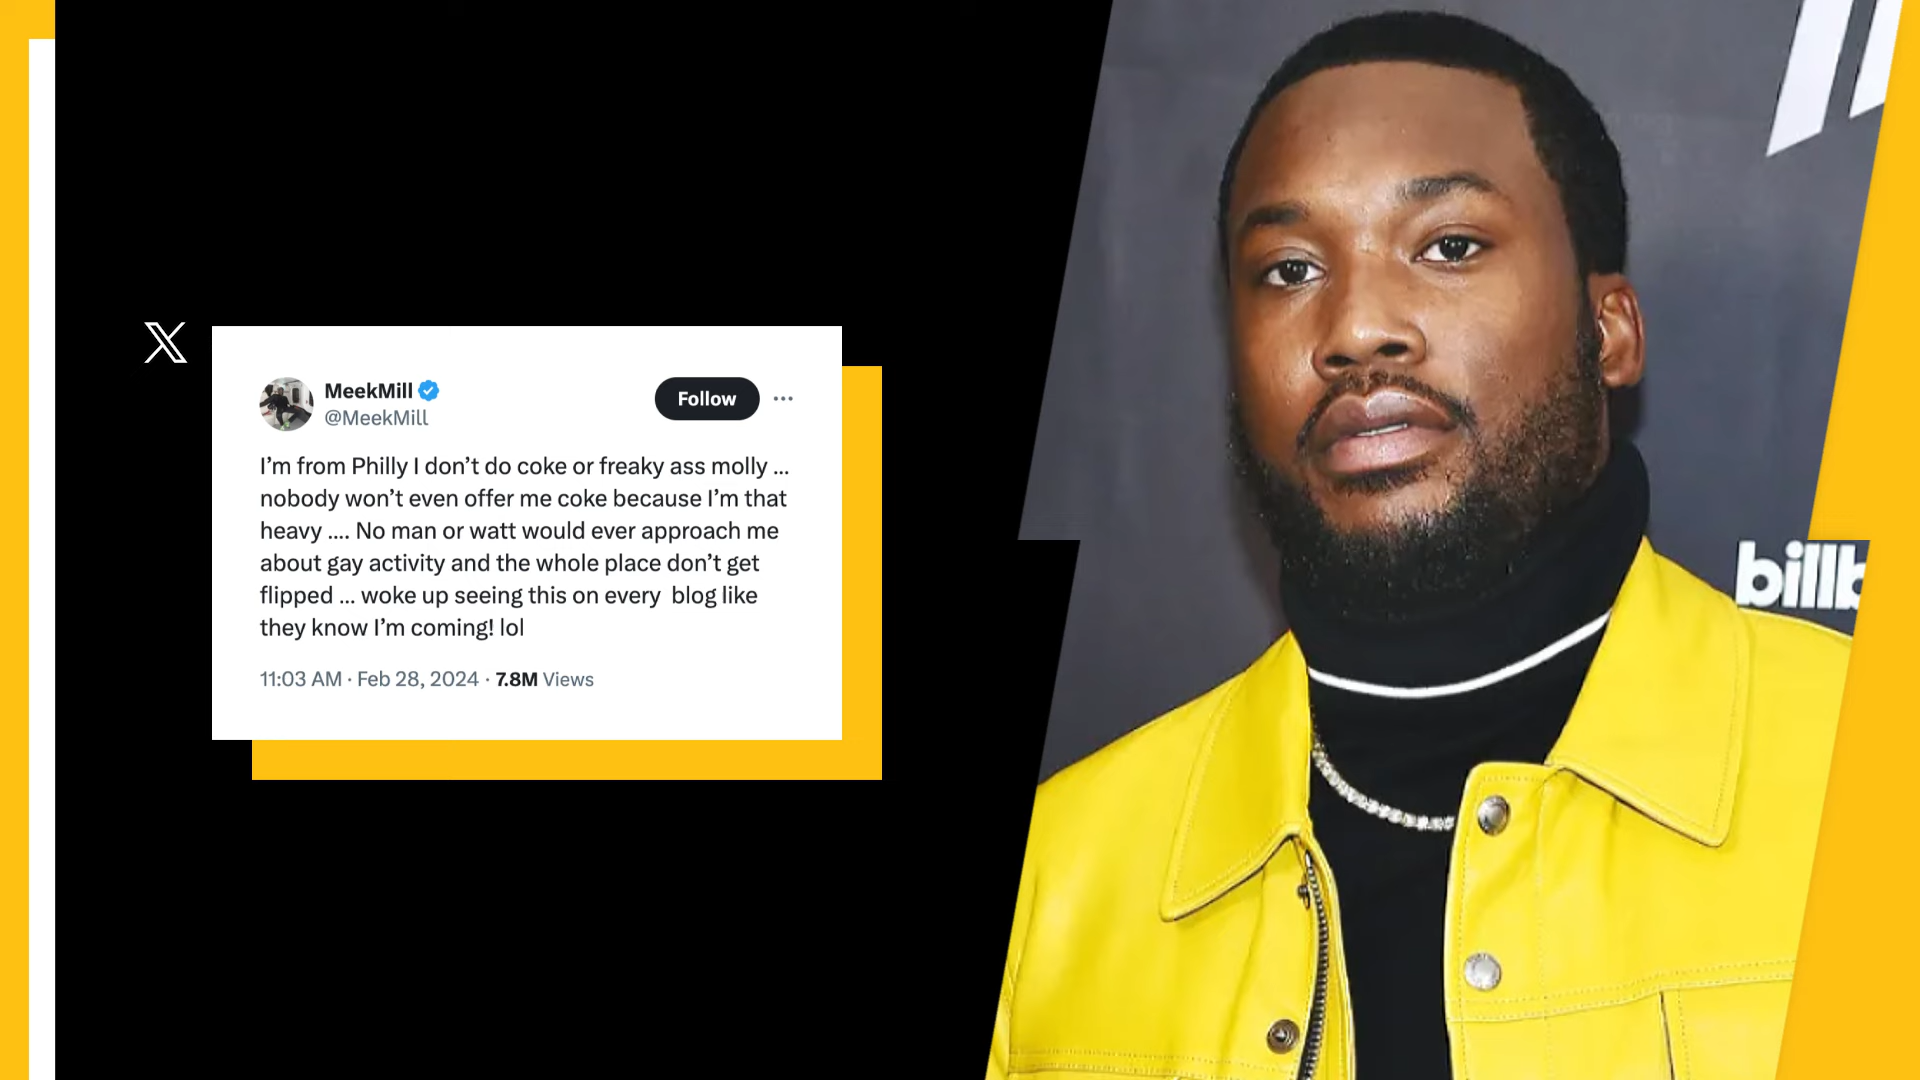 MeekMill
@MeekMill
Follow
I’m from Philly I don’t do coke or freaky ass molly ...
nobody won’t even offer me coke because I’m that
heavy .... No man or watt would ever approach me
about gay activity and the whole place don’t get
flipped ... woke up seeing this on every  blog like
they know I’m coming! lol
11:03 AM · Feb 28, 2024 · 7.8M Views
billb